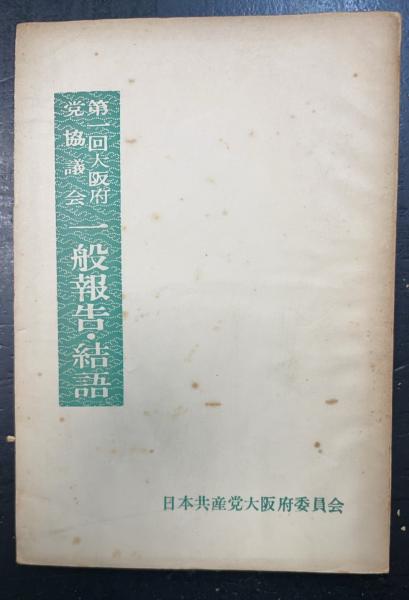 第一回大阪府
党協議会
一般報告・結語
日本共産党大阪府委員会